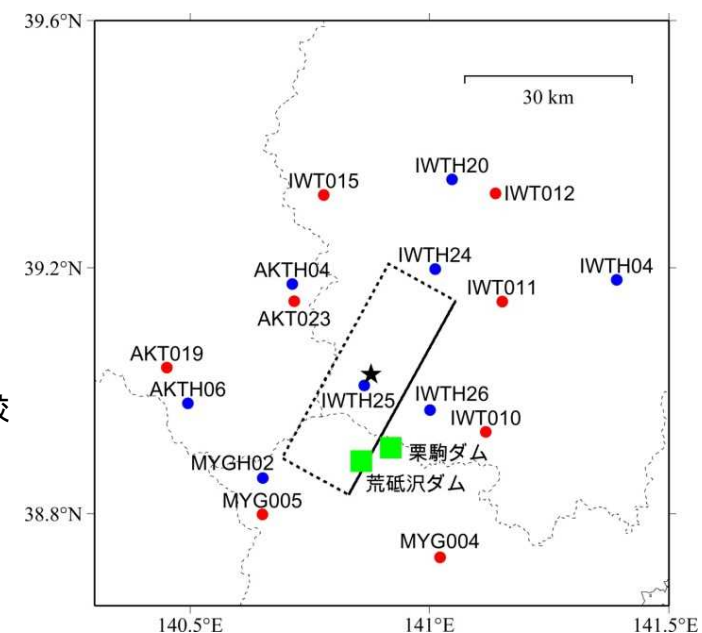 39.6°N
30 km
IWTH20
IWT015
IWT012
39.2°N
IWTH24
IWTH04
AKTH04
IWT011
AKT023
AKT019
AKTH06
IWTH25
IWTH26
IWT010
栗駒ダム
MYGH02
荒砥沢ダム
MYG005
38.8°N
MYG004
140.5°E
141°E
141.5°E